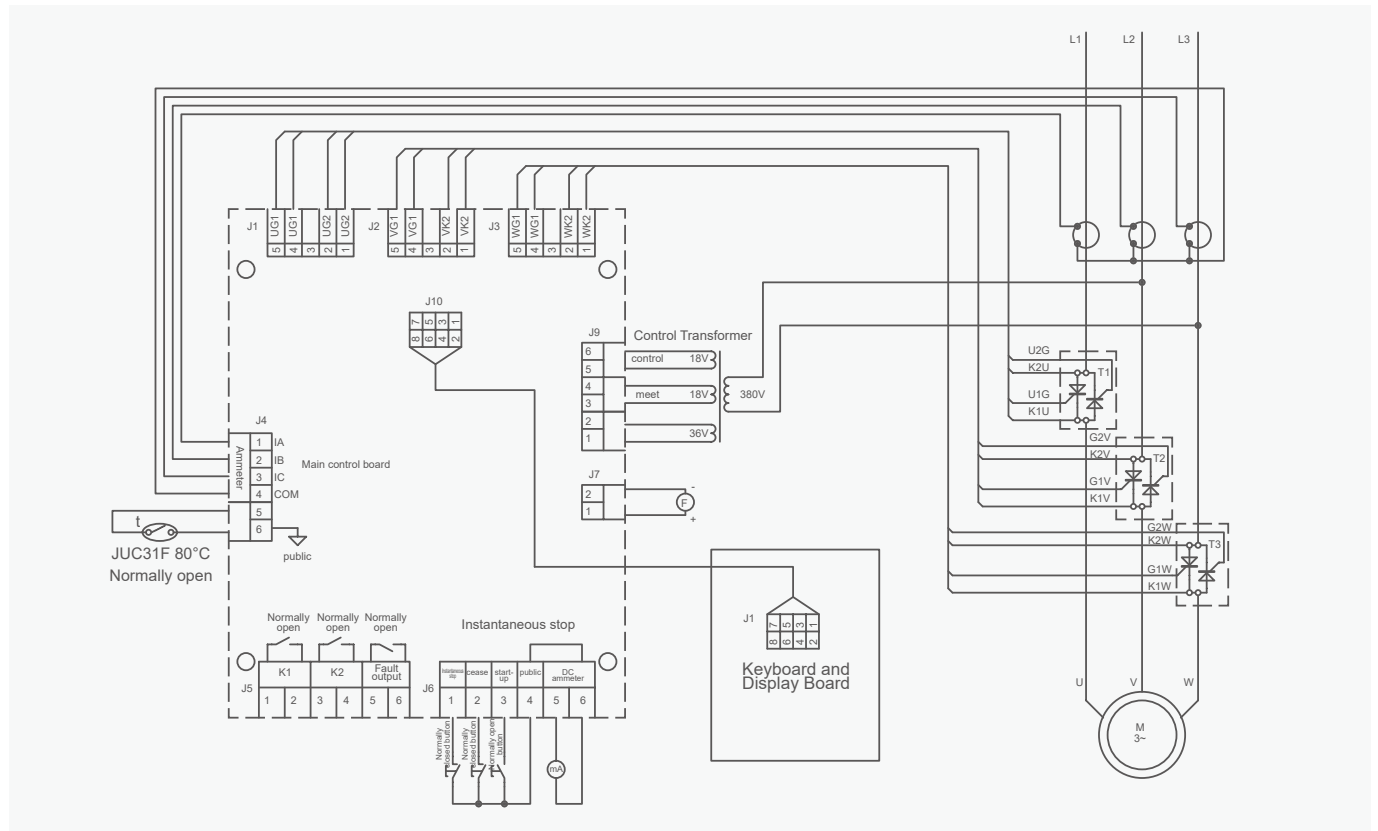 L1
L2
L3
J1
UG1
UG1
UG2
UG2
5
4
3
2
1
J2
VG1
VG1
VK2
VK2
5
4
3
2
1
J3
WG1
WG1
WK2
WK2
5
4
3
2
1
J10
7
5
3
1
8
6
4
2
J9
6
5
4
3
2
1
Control Transformer
control
18V
meet
18V
36V
380V
J7
2
1
F
-
+
U2G
K2U
U1G
K1U
T1
G2V
K2V
G1V
K1V
T2
G2W
K2W
G1W
K1W
T3
J4
Ammeter
1
IA
2
IB
3
IC
4
COM
5
6
Main control board
public
t
JUC31F 80°C
Normally open
Normally
open
Normally
open
Normally
open
K1
K2
Fault
output
J5
1
2
3
4
5
6
Instantaneous stop
J6
Instantaneous
stop
cease
start-
up
public
DC
ammeter
1
2
3
4
5
6
Normally
closed button
Normally
closed button
Normally open
button
mA
J1
7
5
3
1
8
6
4
2
Keyboard and
Display Board
U
V
W
M
3~